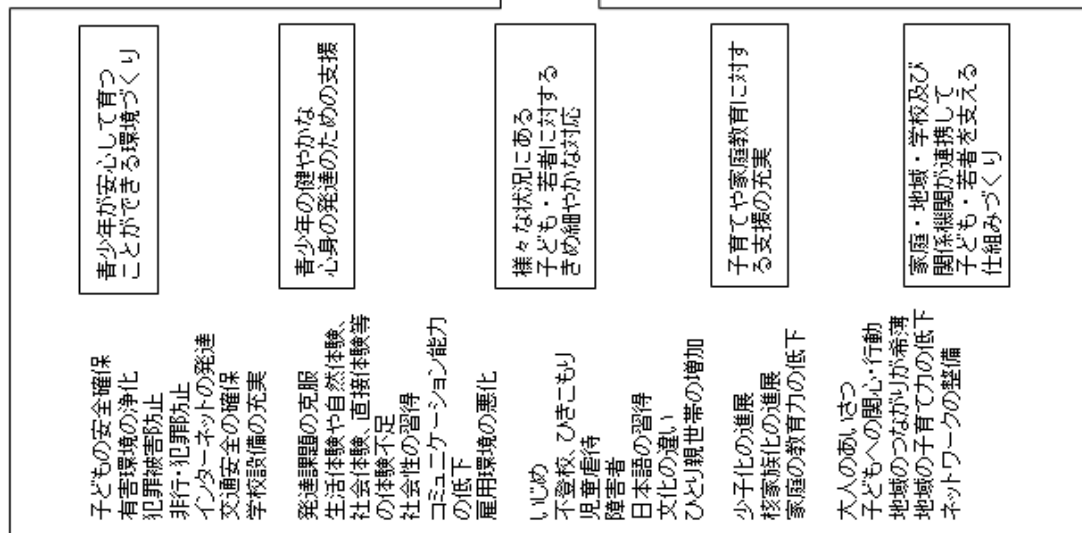 青少年が安心して育つ
ことができる環境づくり
子どもの安全確保
有害環境の浄化
犯罪被害防止
非行・犯罪防止
インターネットの発達
交通安全の確保
学校設備の充実
青少年の健やかな
心身の発達のための支援
発達課題の克服
生活体験や自然体験、
社会体験、直接体験等
の体験不足
社会性の習得
コミュニケーション能力
の低下
雇用環境の悪化
様々な状況にある
子ども・若者に対する
きめ細やかな対応
いじめ
不登校、ひきこもり
児童虐待
障害者
日本語の習得
文化の違い
ひとり親世帯の増加
子育てや家庭教育に対す
る支援の充実
少子化の進展
核家族化の進展
家庭の教育力の低下
家庭・地域・学校及び
関係機関が連携して
子ども・若者を支える
仕組みづくり
大人のあいさつ
子どもへの関心・行動
地域のつながりが希薄
地域の子育て力の低下
ネットワークの整備